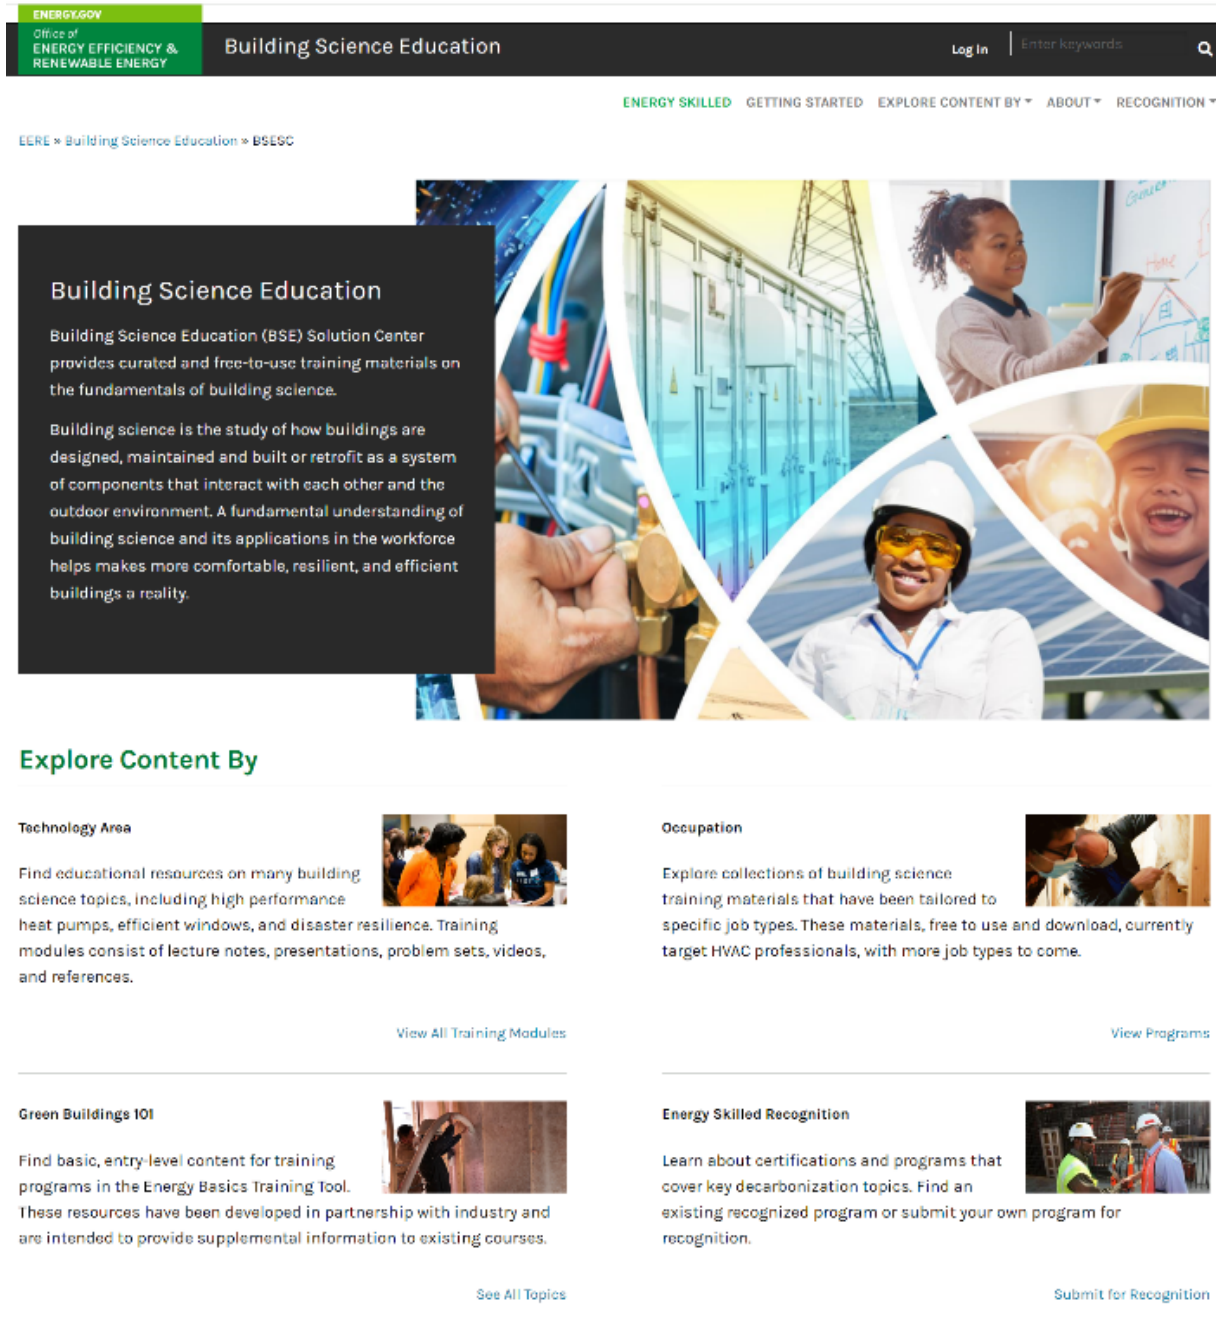 ENERGY.GOV
Office of
ENERGY EFFICIENCY &
RENEWABLE ENERGY
Building Science Education
Log In
Enter keywords
ENERGY SKILLED GETTING STARTED EXPLORE CONTENT BY ABOUT RECOGNITION
EERE » Building Science Education » BSESC
Building Science Education
Building Science Education (BSE) Solution Center
provides curated and free-to-use training materials on
the fundamentals of building science.
Building science is the study of how buildings are
designed, maintained and built or retrofit as a system
of components that interact with each other and the
outdoor environment. A fundamental understanding of
building science and its applications in the workforce
helps makes more comfortable, resilient, and efficient
buildings a reality.
Home
Explore Content By
Technology Area
Find educational resources on many building
science topics, including high performance
heat pumps, efficient windows, and disaster resilience. Training
modules consist of lecture notes, presentations, problem sets, videos,
and references.
View All Training Modules
Occupation
Explore collections of building science
training materials that have been tailored to
specific job types. These materials, free to use and download, currently
target HVAC professionals, with more job types to come.
View Programs
Green Buildings 101
Find basic, entry-level content for training
programs in the Energy Basics Training Tool.
These resources have been developed in partnership with industry and
are intended to provide supplemental information to existing courses.
See All Topics
Energy Skilled Recognition
Learn about certifications and programs that
cover key decarbonization topics. Find an
existing recognized program or submit your own program for
recognition.
Submit for Recognition